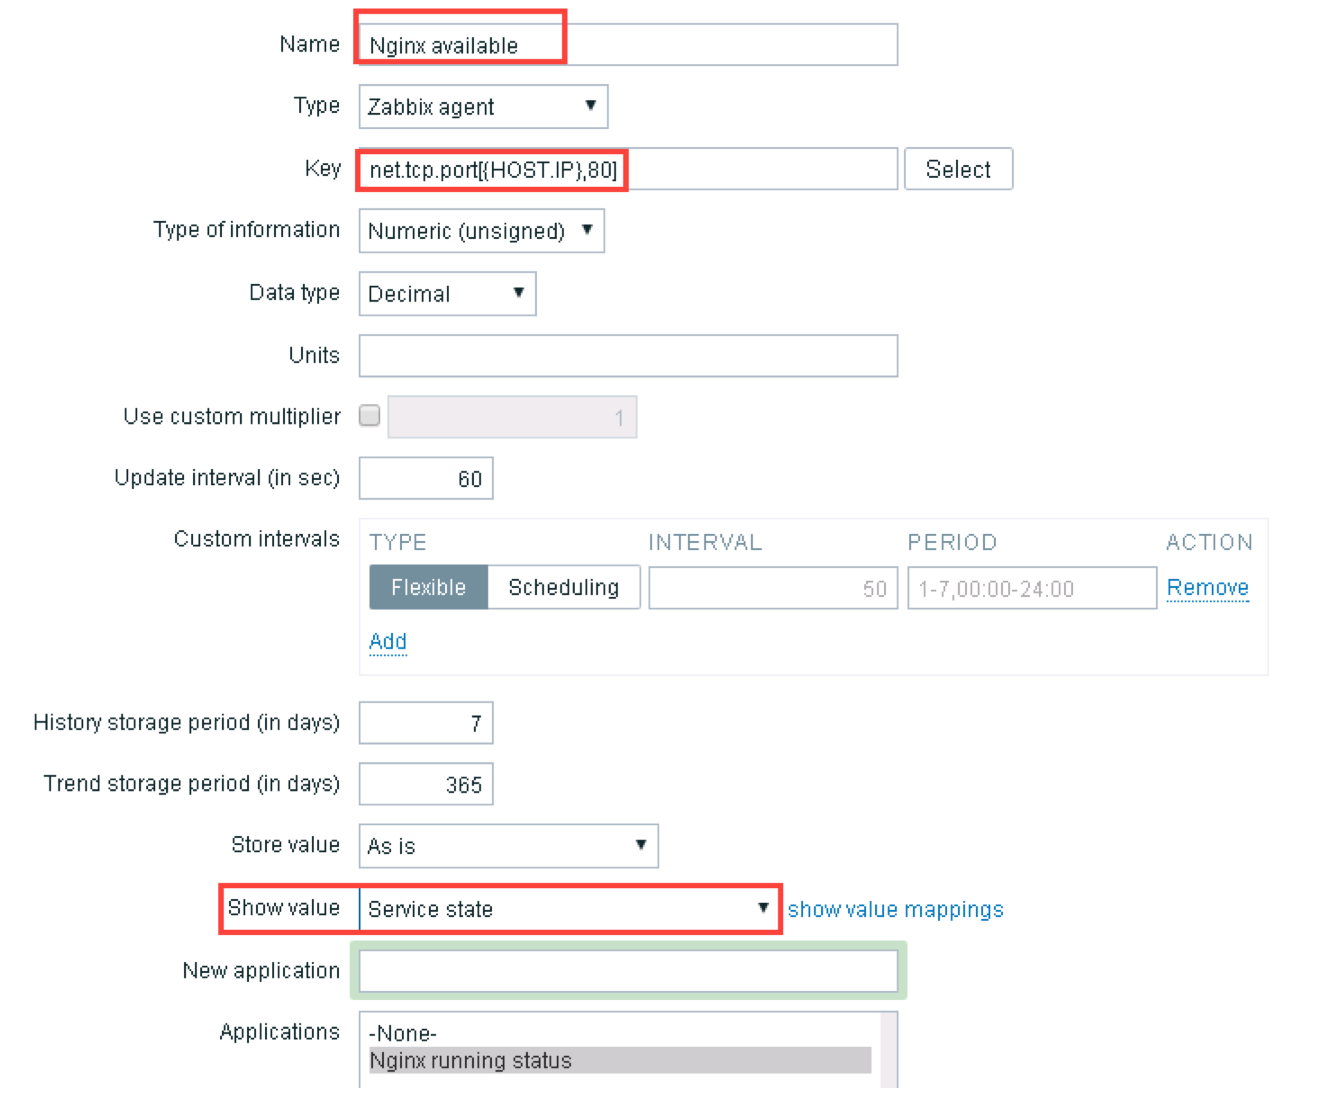 Name Nginx available
Type Zabbix agent
Key net.tcp.port[{HOST.IP},80] Select
Type of information Numeric (unsigned)
Data type Decimal
Units
Use custom multiplier 1
Update interval (in sec) 60
Custom intervals TYPE INTERVAL PERIOD ACTION
Flexible Scheduling 50 1-7,00:00-24:00 Remove
Add
History storage period (in days) 7
Trend storage period (in days) 365
Store value As is
Show value Service state show value mappings
New application
Applications -None-
Nginx running status